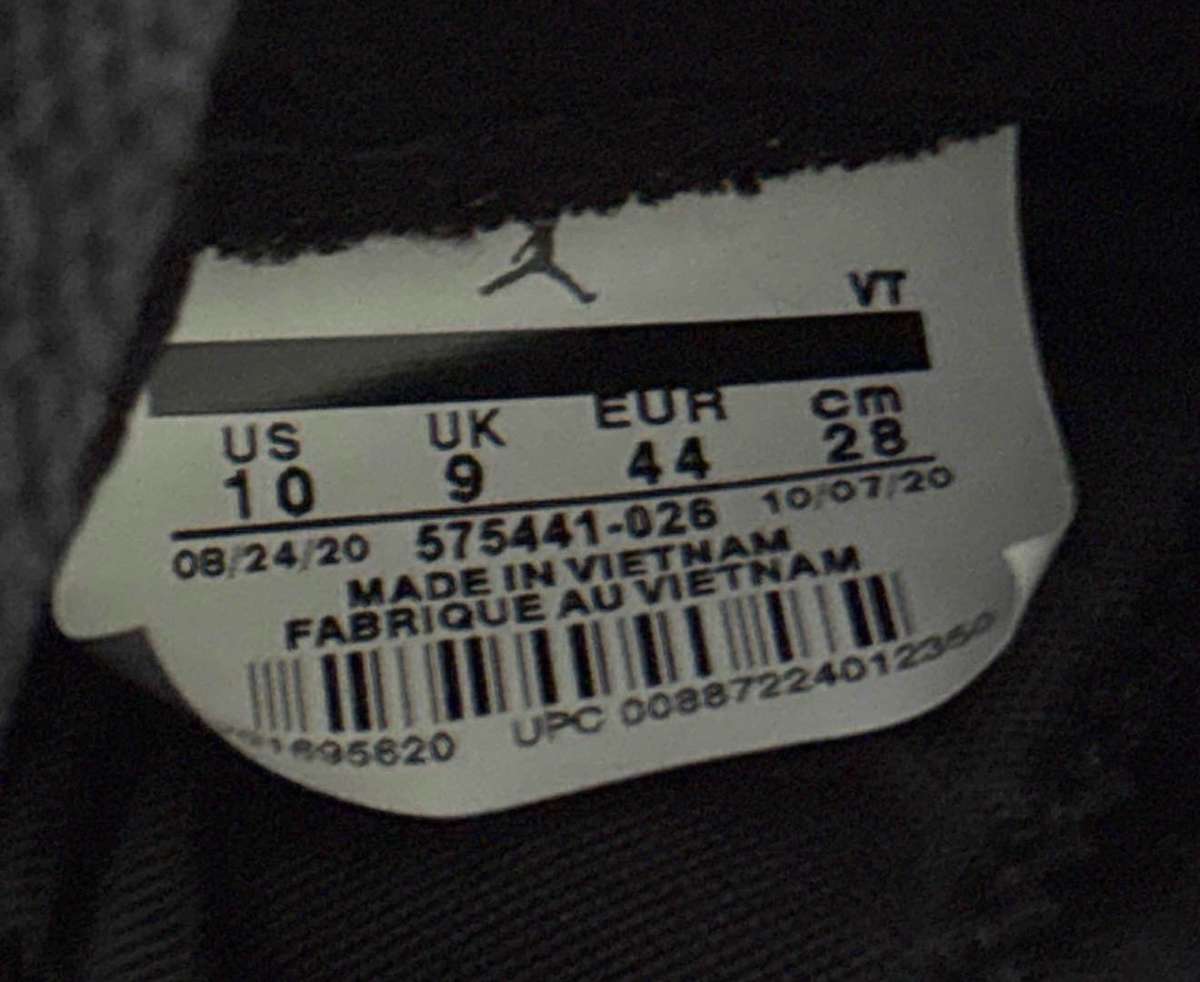 VT
US UK EUR cm
10 9 44 28
08/24/20 575441-026 10/07/20
MADE IN VIETNAM
FABRIQUE AU VIETNAM
UPC